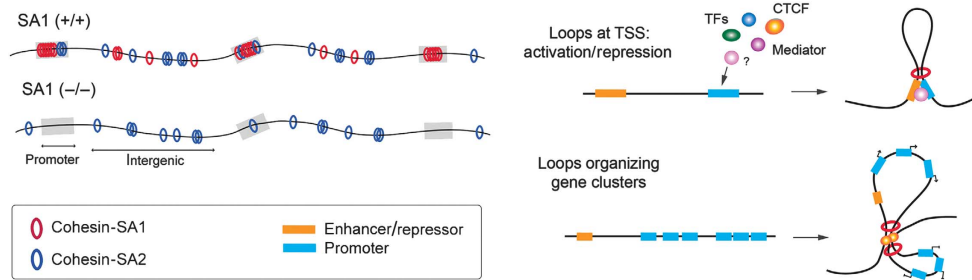 SA1 (+/+)
SA1 (–/–)
Promoter
Intergenic
Cohesin-SA1
Cohesin-SA2
Enhancer/repressor
Promoter
Loops at TSS:
activation/repression
TFs
CTCF
Mediator
?
Loops organizing
gene clusters